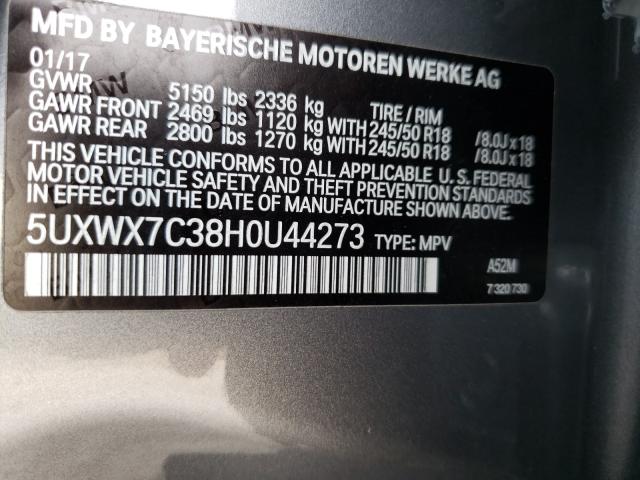 MFD BY BAYERISCHE MOTOREN WERKE AG
01/17
GVWR 5150 lbs 2336 kg TIRE / RIM
GAWR FRONT 2469 lbs 1120 kg WITH 245/50 R18 /8.0J x 18
GAWR REAR 2800 lbs 1270 kg WITH 245/50 R18 /8.0J x 18
THIS VEHICLE CONFORMS TO ALL APPLICABLE U. S. FEDERAL
MOTOR VEHICLE SAFETY AND THEFT PREVENTION STANDARDS
IN EFFECT ON THE DATE OF MANUFACTURE SHOWN ABOVE.
5UXWX7C38H0U44273 TYPE: MPV
A52M
7 320 730